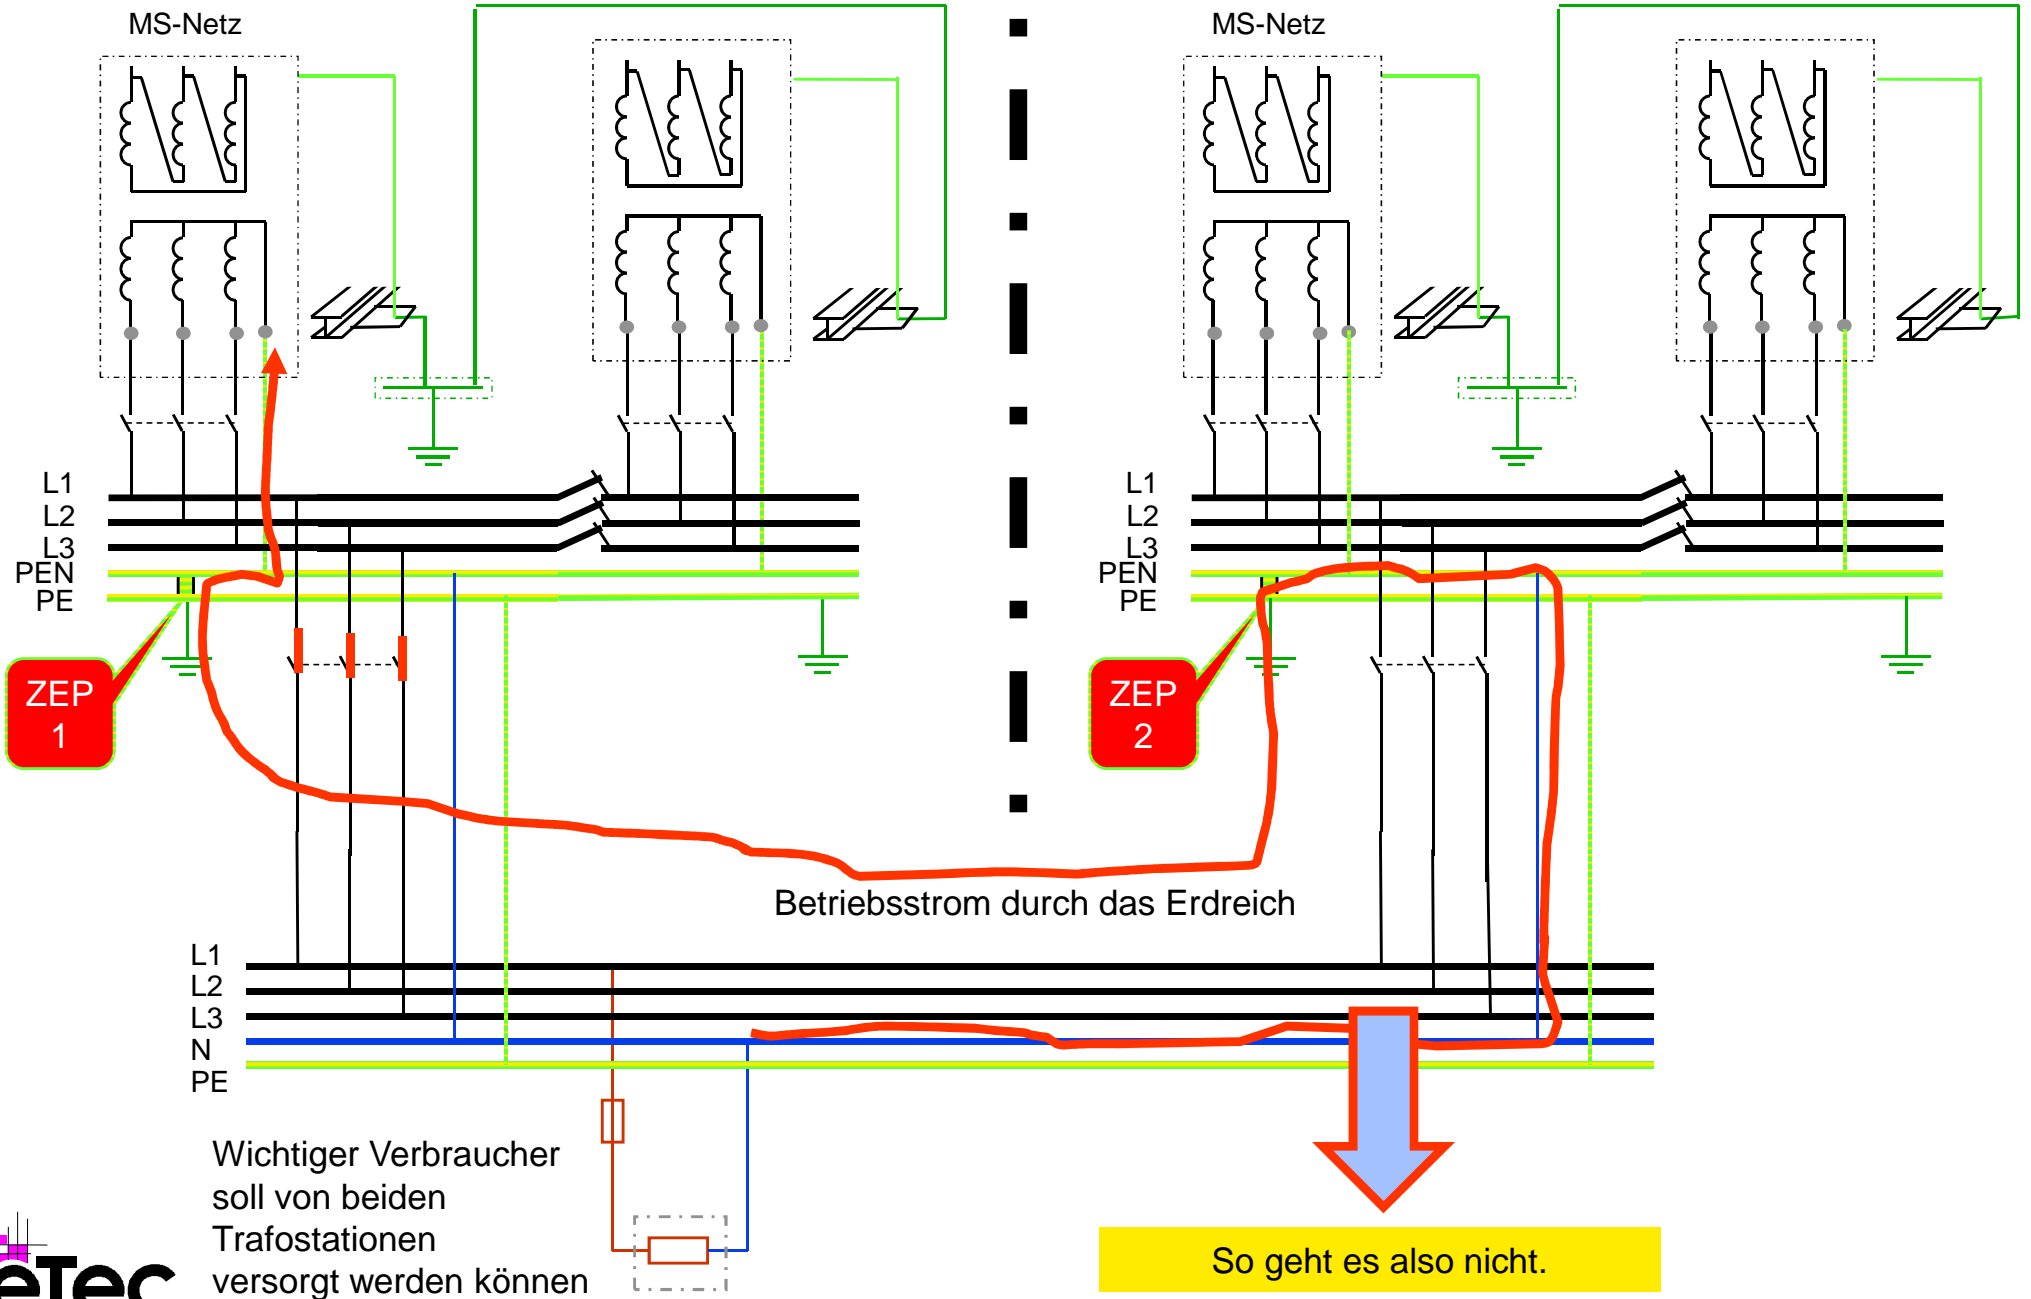 MS-Netz
MS-Netz
L1
L2
L3
PEN
PE
L1
L2
L3
PEN
PE
ZEP
1
ZEP
2
Betriebsstrom durch das Erdreich
L1
L2
L3
N
PE
Wichtiger Verbraucher
soll von beiden
Trafostationen
versorgt werden können
So geht es also nicht.
eTec